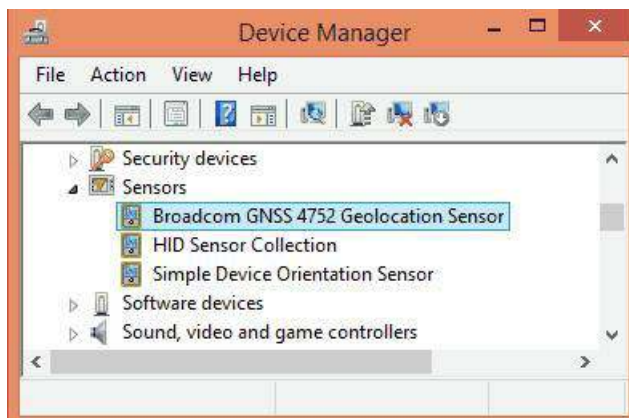 Device Manager
File Action View Help
Security devices
Sensors
Broadcom GNSS 4752 Geolocation Sensor
HID Sensor Collection
Simple Device Orientation Sensor
Software devices
Sound, video and game controllers